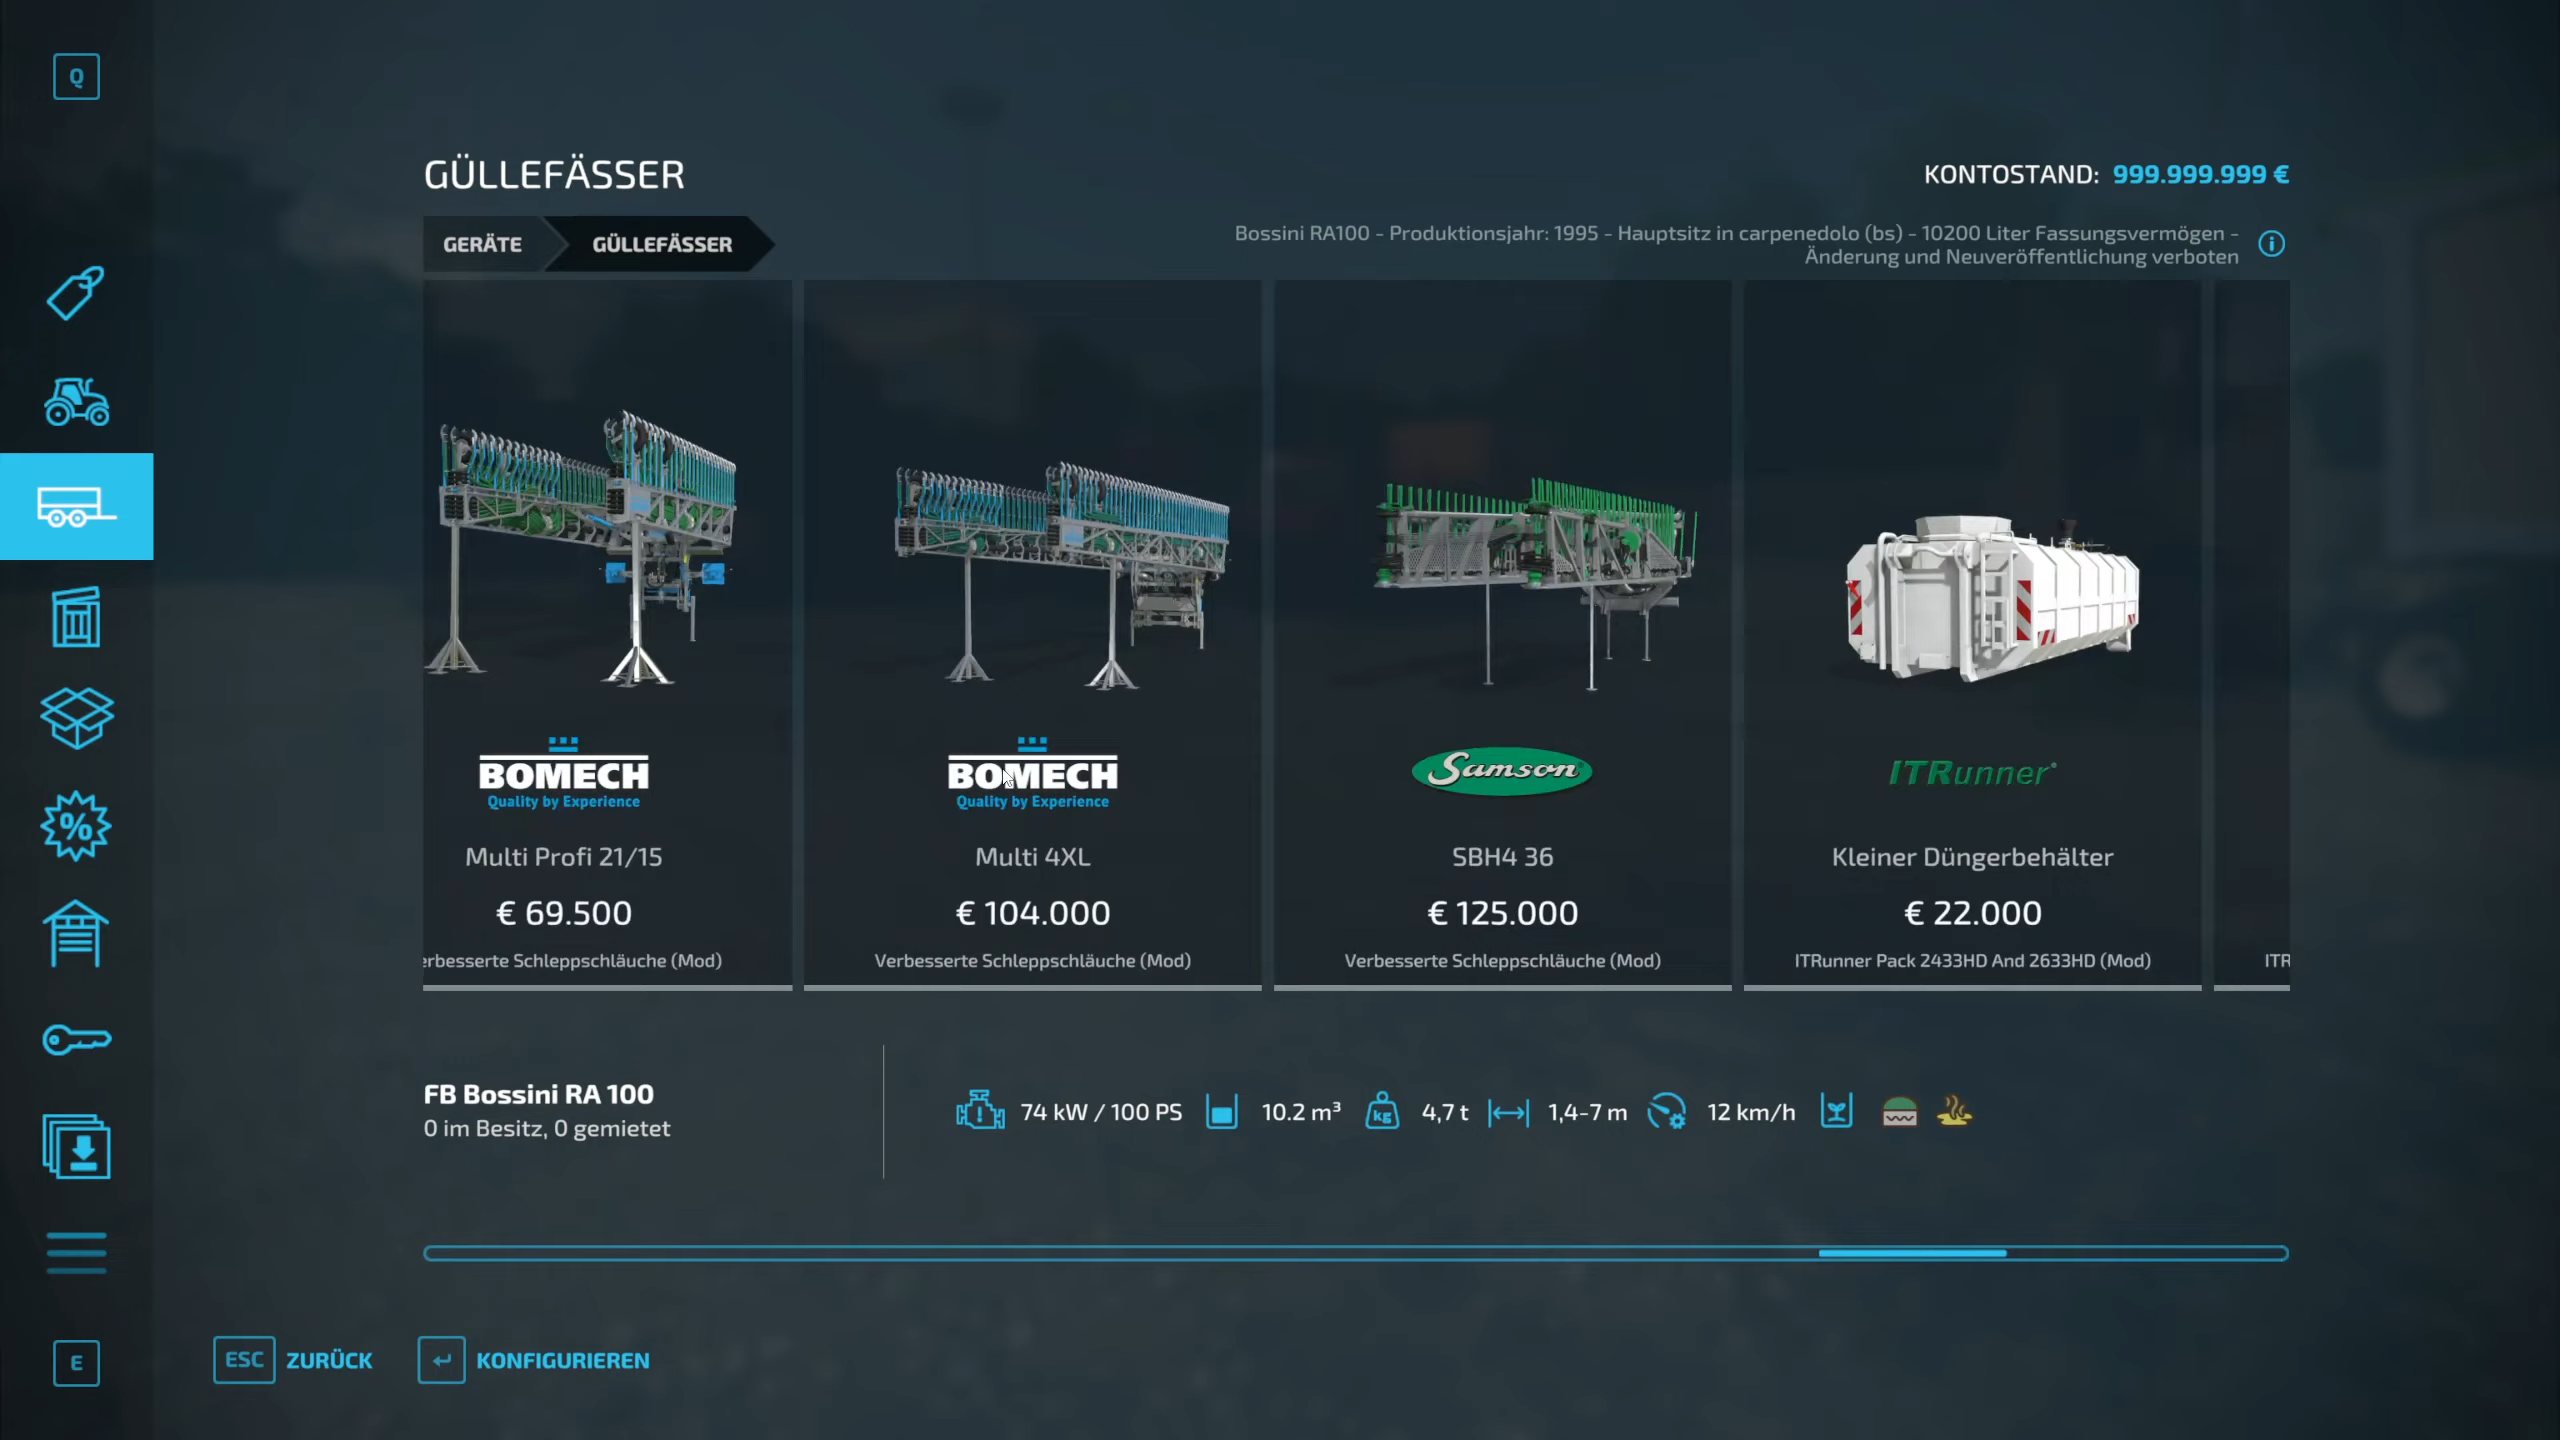 Q
GÜLLEFÄSSER
KONTOSTAND: 999.999.999 €
GERÄTE
GÜLLEFÄSSER
Bossini RA100 - Produktionsjahr: 1995 - Hauptsitz in carpenedolo (bs) - 10200 Liter Fassungsvermögen -
Änderung und Neuveröffentlichung verboten
BOMECH
Quality by Experience
Multi Profi 21/15
€ 69.500
erbesserte Schleppschläuche (Mod)
BOMECH
Quality by Experience
Multi 4XL
€ 104.000
Verbesserte Schleppschläuche (Mod)
Samson
SBH4 36
€ 125.000
Verbesserte Schleppschläuche (Mod)
ITRunner
Kleiner Düngerbehälter
€ 22.000
ITRunner Pack 2433HD And 2633HD (Mod)
ITR
FB Bossini RA 100
0 im Besitz, 0 gemietet
74 kW / 100 PS
10.2 m³
kg
4,7 t
1,4-7 m
12 km/h
ESC ZURÜCK
KONFIGURIEREN
E